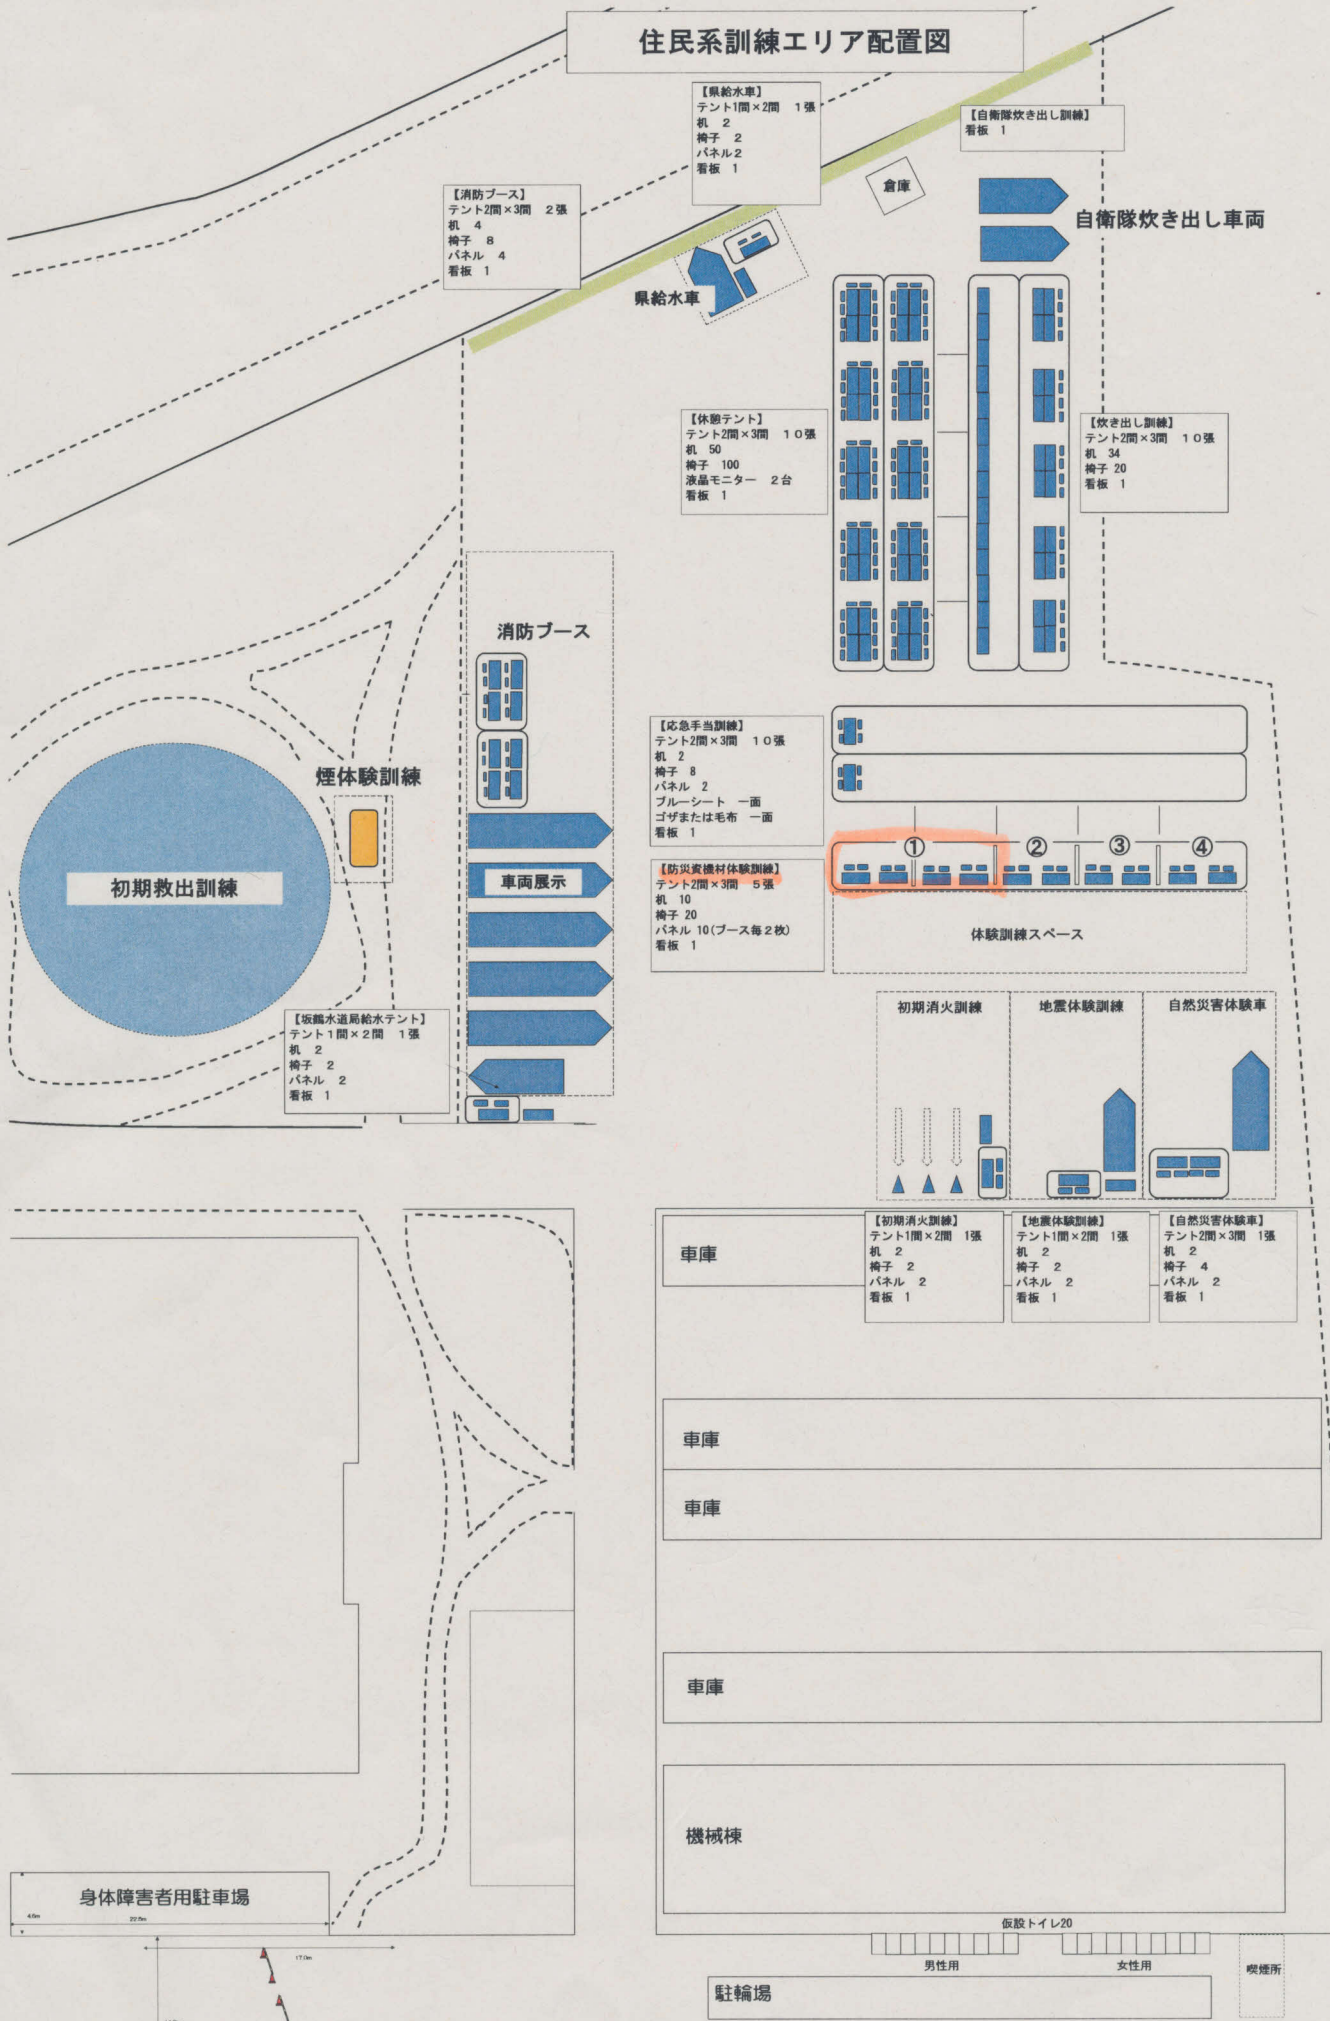 住民系訓練エリア配置図
【県給水車】
テント1間×2間 1張
机 2
椅子 2
パネル2
看板 1
【自衛隊炊き出し訓練】
看板 1
【消防ブース】
テント2間×3間 2張
机 4
椅子 8
パネル 4
看板 1
倉庫
自衛隊炊き出し車両
県給水車
【休憩テント】
テント2間×3間 10張
机 50
椅子 100
液晶モニター 2台
看板 1
【炊き出し訓練】
テント2間×3間 10張
机 34
椅子 20
看板 1
消防ブース
煙体験訓練
初期救出訓練
車両展示
【応急手当訓練】
テント2間×3間 10張
机 2
椅子 8
パネル 2
ブルーシート 一面
ゴザまたは毛布 一面
看板 1
【防災資機材体験訓練】
テント2間×3間 5張
机 10
椅子 20
パネル 10(ブース毎2枚)
看板 1
① ② ③ ④
体験訓練スペース
【坂鶴水道局給水テント】
テント1間×2間 1張
机 2
椅子 2
パネル 2
看板 1
初期消火訓練
地震体験訓練
自然災害体験車
【初期消火訓練】
テント1間×2間 1張
机 2
椅子 2
パネル 2
看板 1
【地震体験訓練】
テント1間×2間 1張
机 2
椅子 2
パネル 2
看板 1
【自然災害体験車】
テント2間×3間 1張
机 2
椅子 4
パネル 2
看板 1
車庫
車庫
車庫
車庫
機械棟
身体障害者用駐車場
17.0m
仮設トイレ20
男性用
女性用
喫煙所
駐輪場